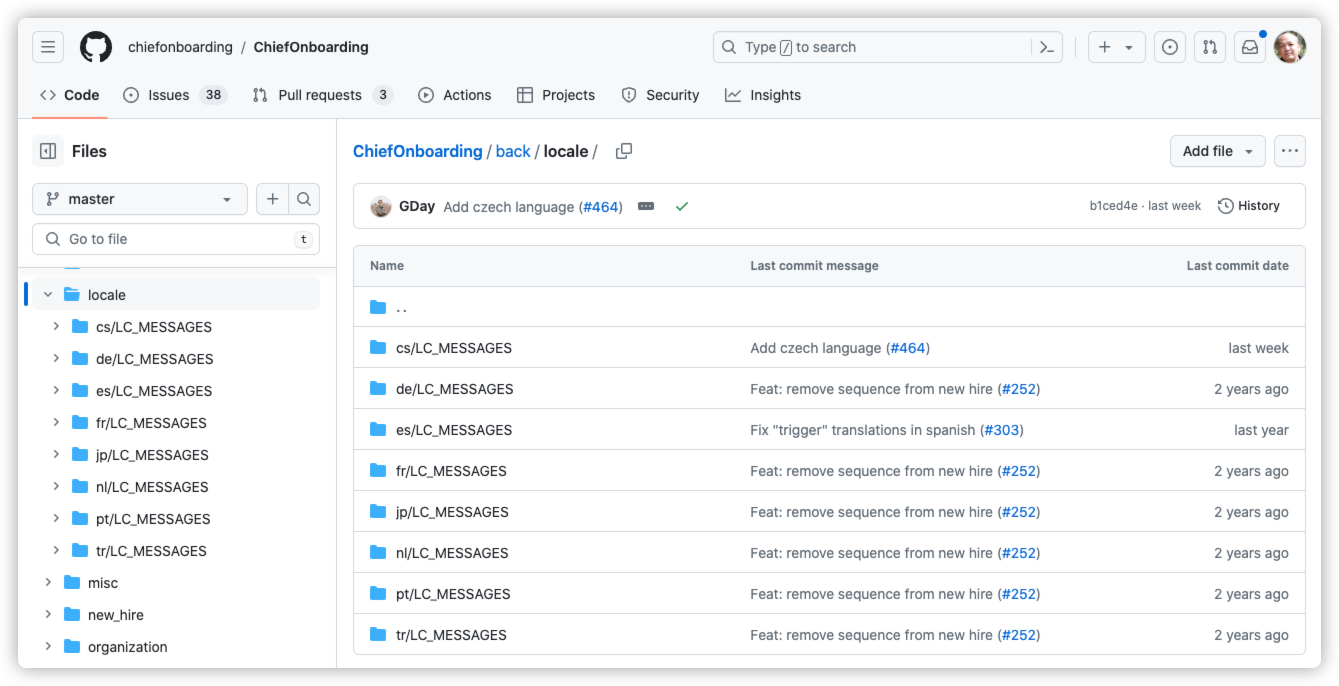 chiefonboarding / ChiefOnboarding
Type / to search
Code
Issues 38
Pull requests 3
Actions
Projects
Security
Insights
Files
master
Go to file
t
locale
cs/LC_MESSAGES
de/LC_MESSAGES
es/LC_MESSAGES
fr/LC_MESSAGES
jp/LC_MESSAGES
nl/LC_MESSAGES
pt/LC_MESSAGES
tr/LC_MESSAGES
misc
new_hire
organization
ChiefOnboarding / back / locale /
Add file
GDay Add czech language (#464)
b1ced4e · last week
History
Name Last commit message Last commit date
..
cs/LC_MESSAGES Add czech language (#464) last week
de/LC_MESSAGES Feat: remove sequence from new hire (#252) 2 years ago
es/LC_MESSAGES Fix "trigger" translations in spanish (#303) last year
fr/LC_MESSAGES Feat: remove sequence from new hire (#252) 2 years ago
jp/LC_MESSAGES Feat: remove sequence from new hire (#252) 2 years ago
nl/LC_MESSAGES Feat: remove sequence from new hire (#252) 2 years ago
pt/LC_MESSAGES Feat: remove sequence from new hire (#252) 2 years ago
tr/LC_MESSAGES Feat: remove sequence from new hire (#252) 2 years ago